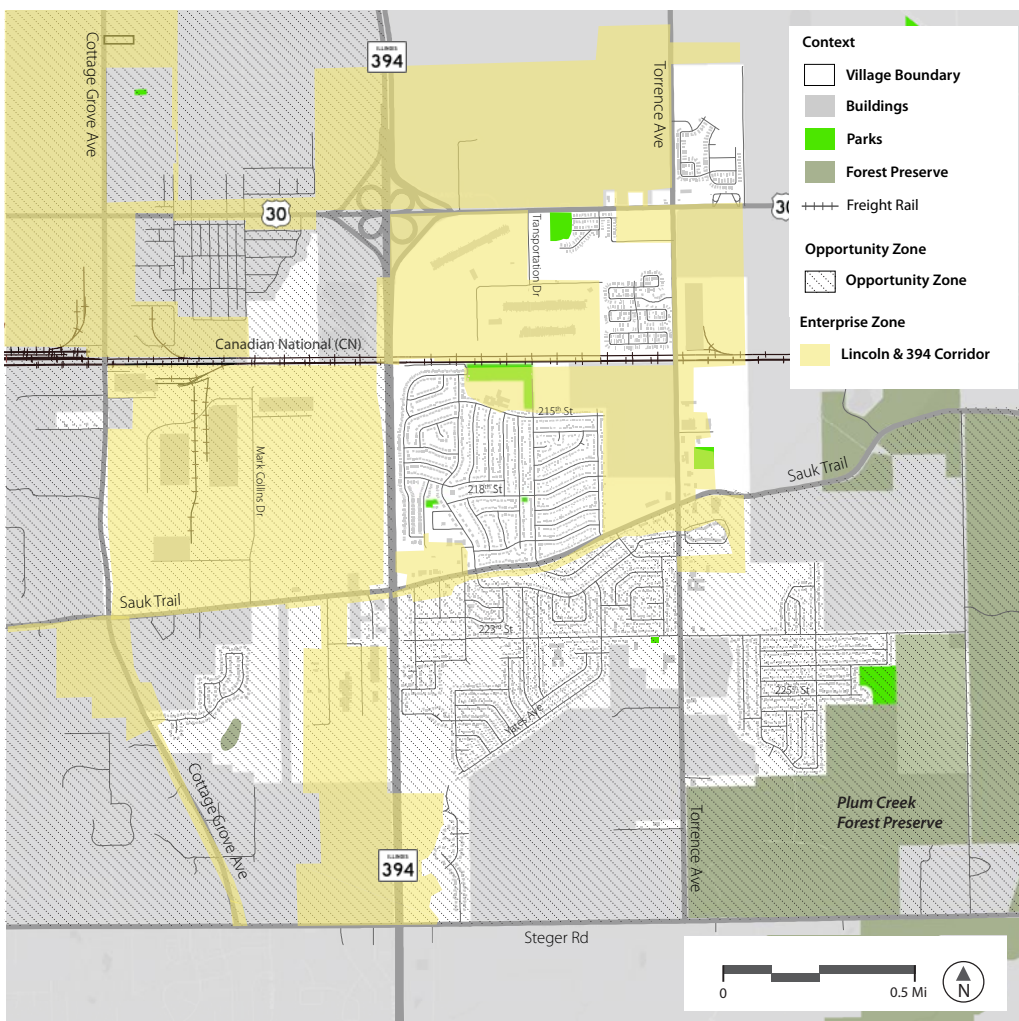 Cottage Grove Ave
ILLINOIS
394
Torrence Ave
Context
Village Boundary
Buildings
Parks
Forest Preserve
Freight Rail
Opportunity Zone
Opportunity Zone
Enterprise Zone
Lincoln & 394 Corridor
30
30
Transportation Dr
Canadian National (CN)
215th St
Mark Collins Dr
218th St
Sauk Trail
Sauk Trail
223rd St
225th St
Yates Ave
Cottage Grove Ave
Plum Creek
Forest Preserve
Torrence Ave
ILLINOIS
394
Steger Rd
0
0.5 Mi
N